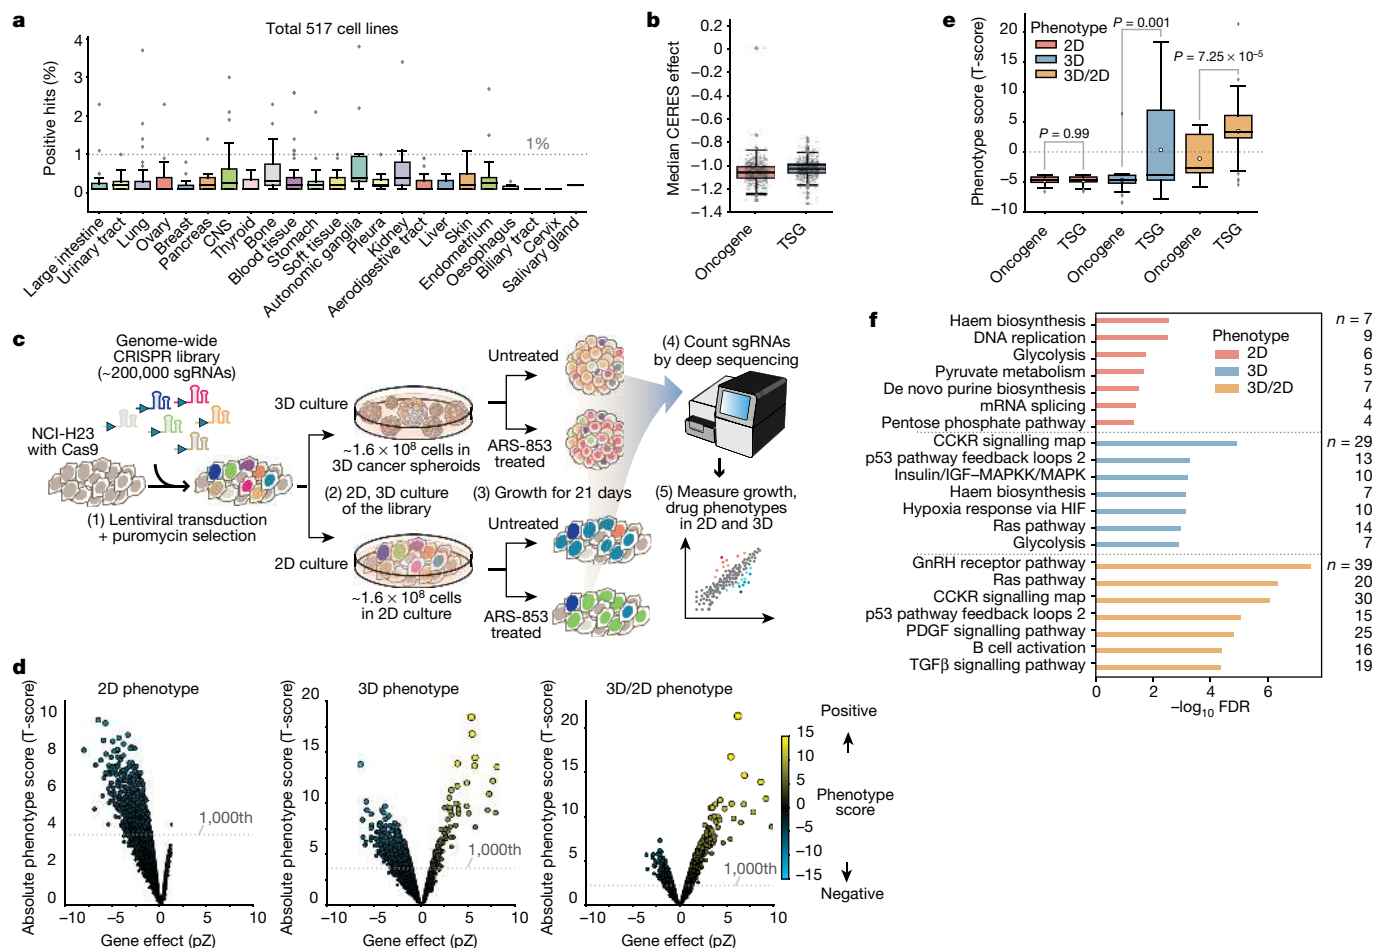 a
Total 517 cell lines
Positive hits (%)
4
3
2
1
0
1%
Large intestine
Urinary tract
Lung
Ovary
Breast
Pancreas
CNS
Thyroid
Bone
Blood tissue
Stomach
Soft tissue
Autonomic ganglia
Pleura
Kidney
Aerodigestive tract
Liver
Skin
Endometrium
Oesophagus
Biliary tract
Cervix
Salivary gland
b
Median CERES effect
0.2
0
−0.2
−0.4
−0.6
−0.8
−1.0
−1.2
−1.4
Oncogene
TSG
e
Phenotype score (T-score)
20
15
10
5
0
−5
−10
Phenotype
2D
3D
3D/2D
P = 0.99
P = 0.001
P = 7.25 × 10⁻⁵
Oncogene
TSG
Oncogene
TSG
Oncogene
TSG
c
Genome-wide
CRISPR library
(~200,000 sgRNAs)
NCI-H23
with Cas9
(1) Lentiviral transduction
+ puromycin selection
3D culture
~1.6 × 10⁸ cells in
3D cancer spheroids
(2) 2D, 3D culture
of the library
2D culture
~1.6 × 10⁸ cells
in 2D culture
Untreated
ARS-853
treated
(3) Growth for 21 days
Untreated
ARS-853
treated
(4) Count sgRNAs
by deep sequencing
(5) Measure growth,
drug phenotypes
in 2D and 3D
f
Haem biosynthesis
DNA replication
Glycolysis
Pyruvate metabolism
De novo purine biosynthesis
mRNA splicing
Pentose phosphate pathway
CCKR signalling map
p53 pathway feedback loops 2
Insulin/IGF–MAPKK/MAPK
Haem biosynthesis
Hypoxia response via HIF
Ras pathway
Glycolysis
GnRH receptor pathway
Ras pathway
CCKR signalling map
p53 pathway feedback loops 2
PDGF signalling pathway
B cell activation
TGFβ signalling pathway
Phenotype
2D
3D
3D/2D
n = 7
9
6
5
7
4
4
n = 29
13
10
7
10
14
7
n = 39
20
30
15
25
16
19
0
2
4
6
−log₁₀ FDR
d
2D phenotype
Absolute phenotype score (T-score)
10
8
6
4
2
0
1,000th
−10
−5
0
5
10
Gene effect (pZ)
3D phenotype
Absolute phenotype score (T-score)
20
15
10
5
0
1,000th
−10
−5
0
5
10
Gene effect (pZ)
3D/2D phenotype
Absolute phenotype score (T-score)
20
15
10
5
0
1,000th
−10
−5
0
5
10
Gene effect (pZ)
Positive
15
10
5
0
−5
−10
−15
Phenotype
score
Negative